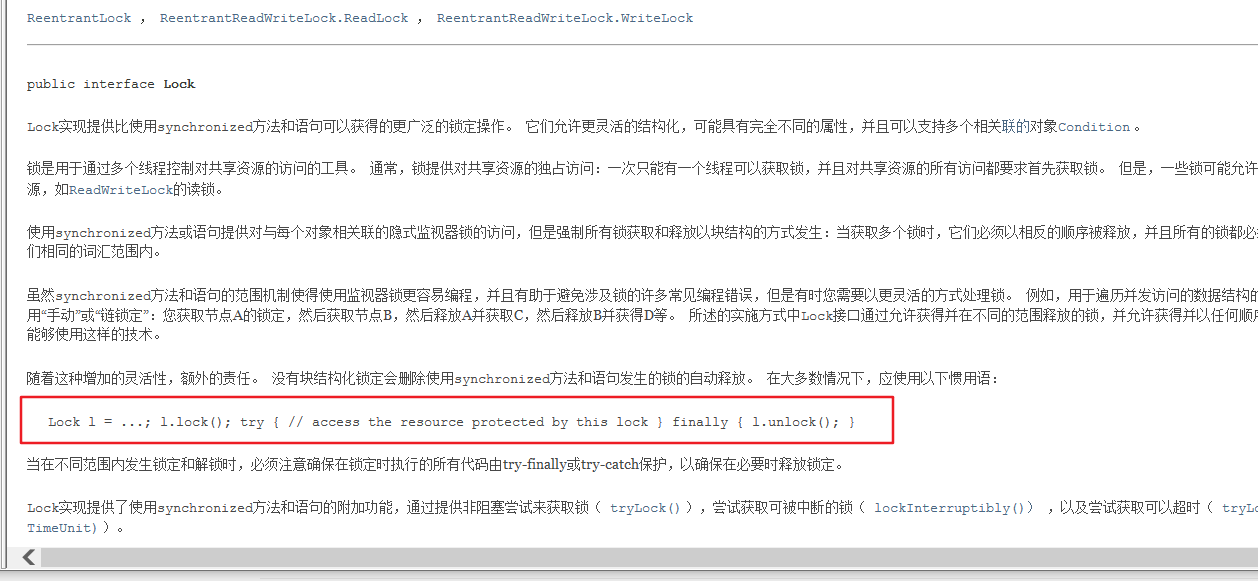 ReentrantLock ， ReentrantReadWriteLock.ReadLock ， ReentrantReadWriteLock.WriteLock
public interface Lock
Lock实现提供比使用synchronized方法和语句可以获得的更广泛的锁定操作。 它们允许更灵活的结构化，可能具有完全不同的属性，并且可以支持多个相关联的对象Condition 。
锁是用于通过多个线程控制对共享资源的访问的工具。 通常，锁提供对共享资源的独占访问：一次只能有一个线程可以获取锁，并且对共享资源的所有访问都要求首先获取锁。 但是，一些锁可能允许
源，如ReadWriteLock的读锁。
使用synchronized方法或语句提供对与每个对象相关联的隐式监视器锁的访问，但是强制所有锁获取和释放以块结构的方式发生：当获取多个锁时，它们必须以相反的顺序被释放，并且所有的锁都必
们相同的词汇范围内。
虽然synchronized方法和语句的范围机制使得使用监视器锁更容易编程，并且有助于避免涉及锁的许多常见编程错误，但是有时您需要以更灵活的方式处理锁。 例如，用于遍历并发访问的数据结构的
用“手动”或“链锁定”：您获取节点A的锁定，然后获取节点B，然后释放A并获取C，然后释放B并获得D等。 所述的实施方式中Lock接口通过允许获得并在不同的范围释放的锁，并允许获得并以任何顺
能够使用这样的技术。
随着这种增加的灵活性，额外的责任。 没有块结构化锁定会删除使用synchronized方法和语句发生的锁的自动释放。 在大多数情况下，应使用以下惯用语：
Lock l = ...; l.lock(); try { // access the resource protected by this lock } finally { l.unlock(); }
当在不同范围内发生锁定和解锁时，必须注意确保在锁定时执行的所有代码由try-finally或try-catch保护，以确保在必要时释放锁定。
Lock实现提供了使用synchronized方法和语句的附加功能，通过提供非阻塞尝试来获取锁（ tryLock() ），尝试获取可被中断的锁（ lockInterruptibly()） ，以及尝试获取可以超时（ tryLo
TimeUnit) ）。